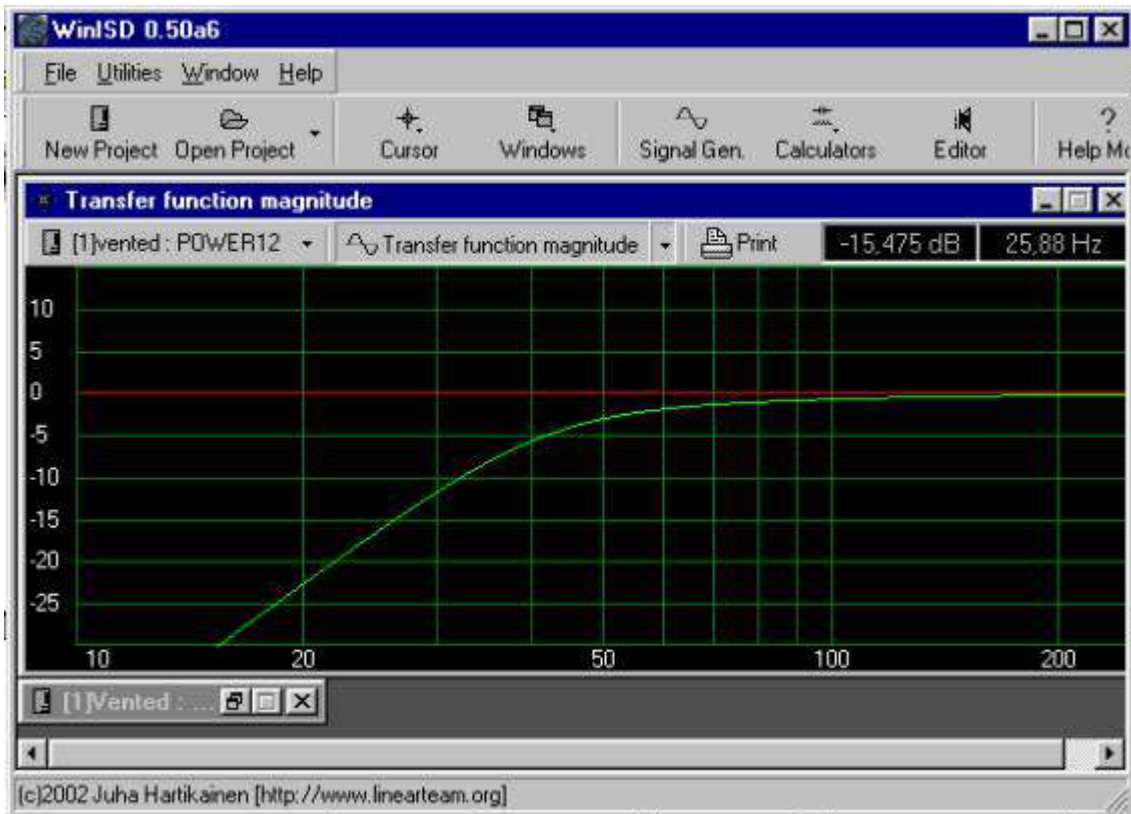 WinISD 0.50a6
File Utilities Window Help
New Project Open Project Cursor Windows Signal Gen. Calculators Editor Help Mo
Transfer function magnitude
[1]vented : POWER12 Transfer function magnitude Print -15,475 dB 25,88 Hz
10
5
0
-5
-10
-15
-20
-25
10 20 50 100 200
[1]Vented : ...
(c)2002 Juha Hartikainen [http://www.linearteam.org]